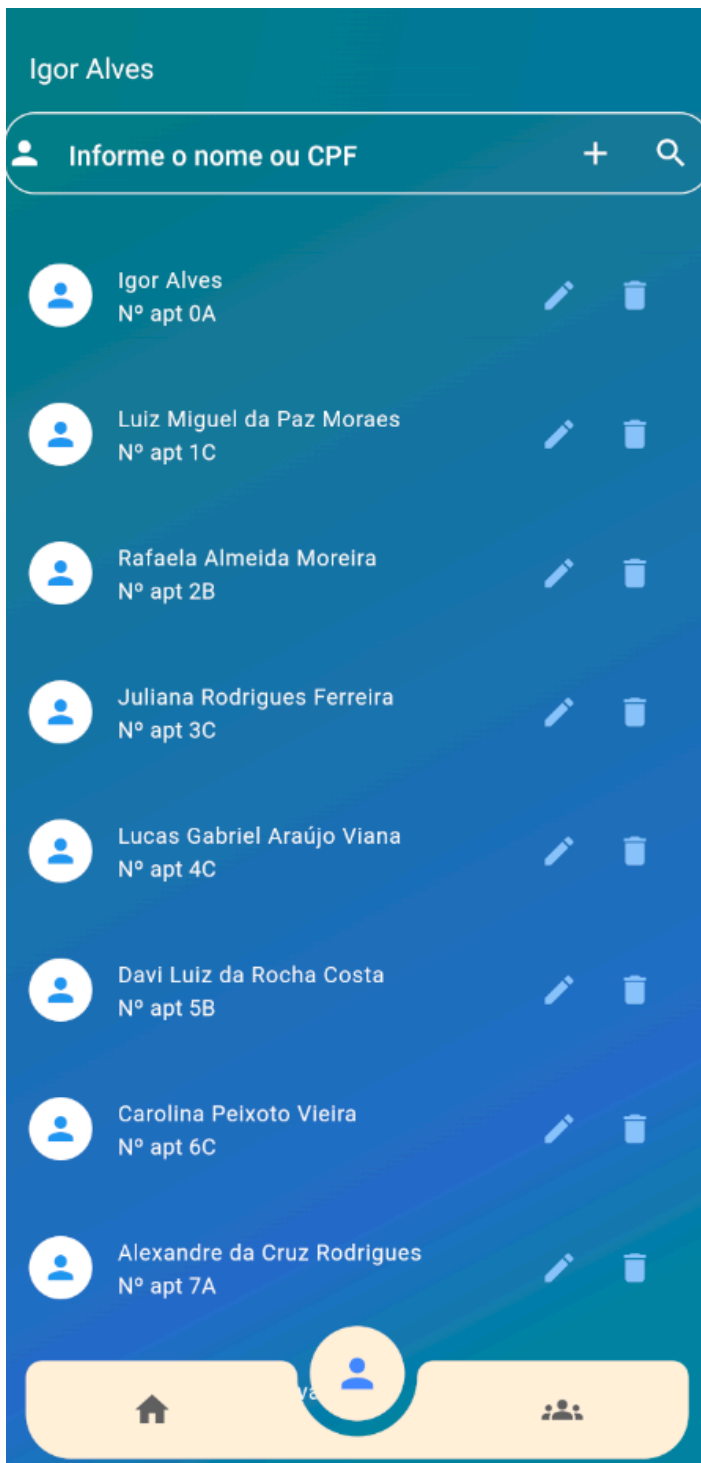 Igor Alves
Informe o nome ou CPF
Igor Alves
Nº apt 0A
Luiz Miguel da Paz Moraes
Nº apt 1C
Rafaela Almeida Moreira
Nº apt 2B
Juliana Rodrigues Ferreira
Nº apt 3C
Lucas Gabriel Araújo Viana
Nº apt 4C
Davi Luiz da Rocha Costa
Nº apt 5B
Carolina Peixoto Vieira
Nº apt 6C
Alexandre da Cruz Rodrigues
Nº apt 7A